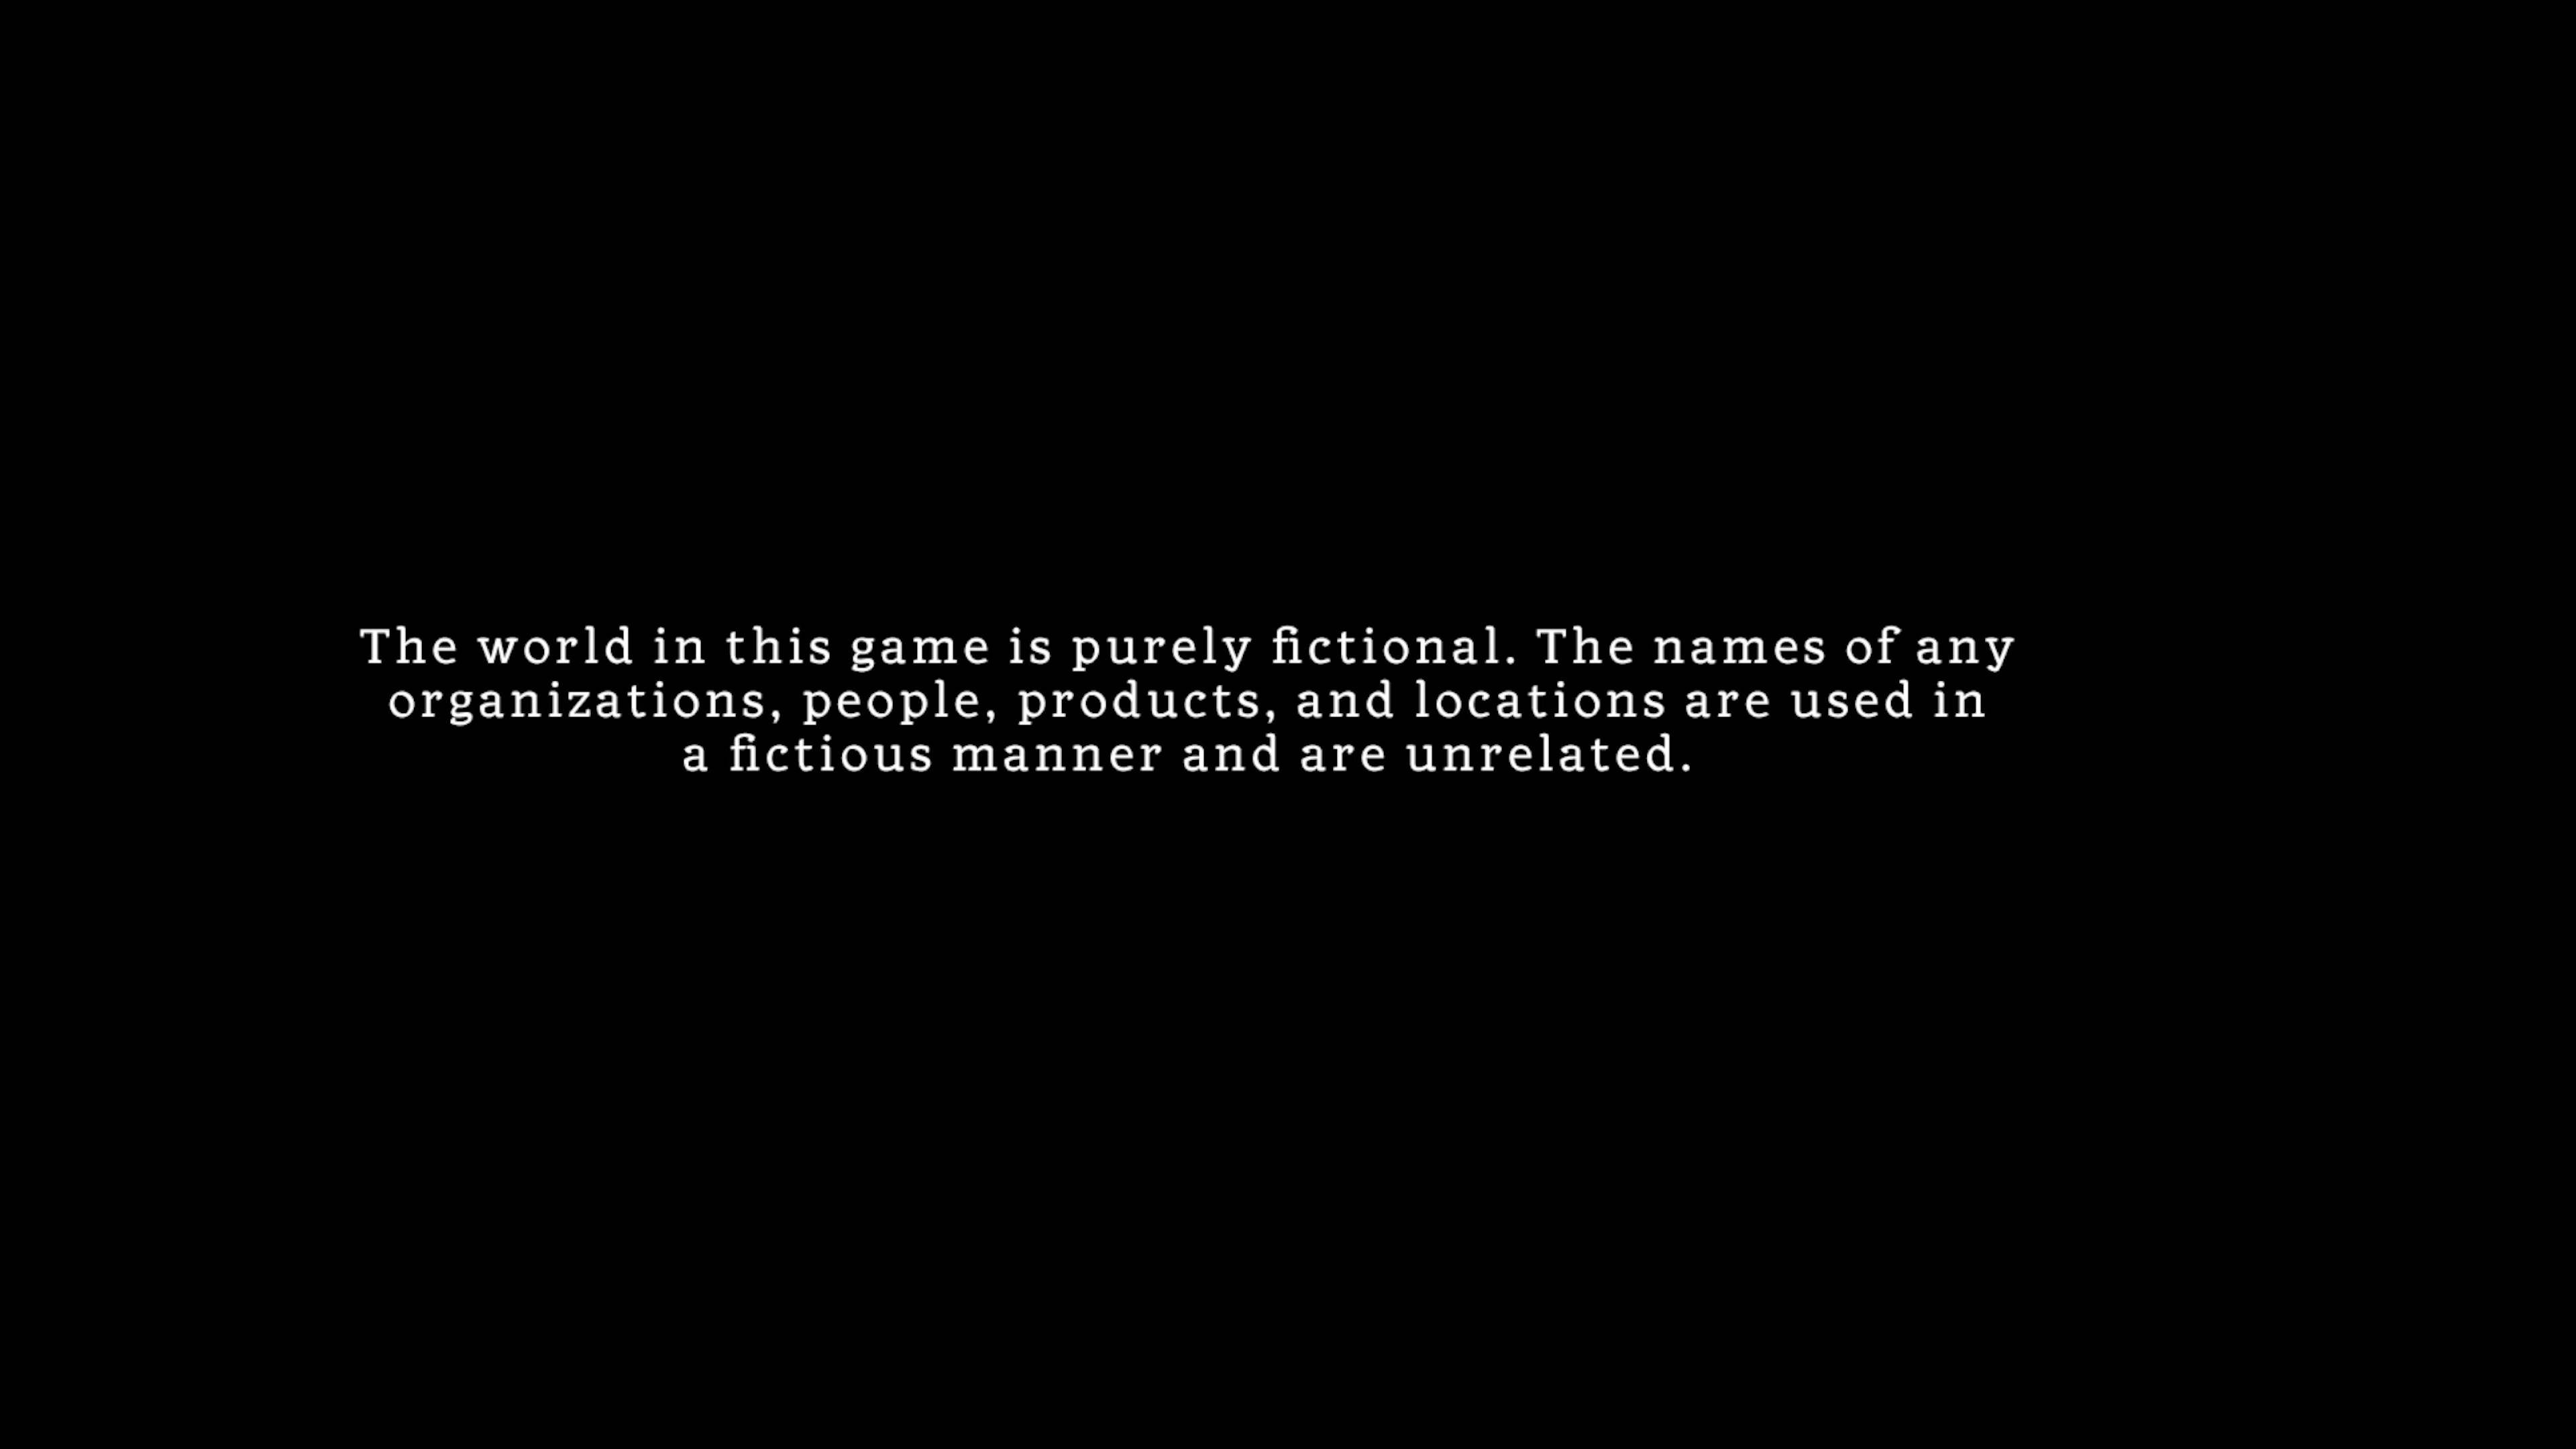 The world in this game is purely fictional. The names of any
organizations, people, products, and locations are used in
a fictious manner and are unrelated.